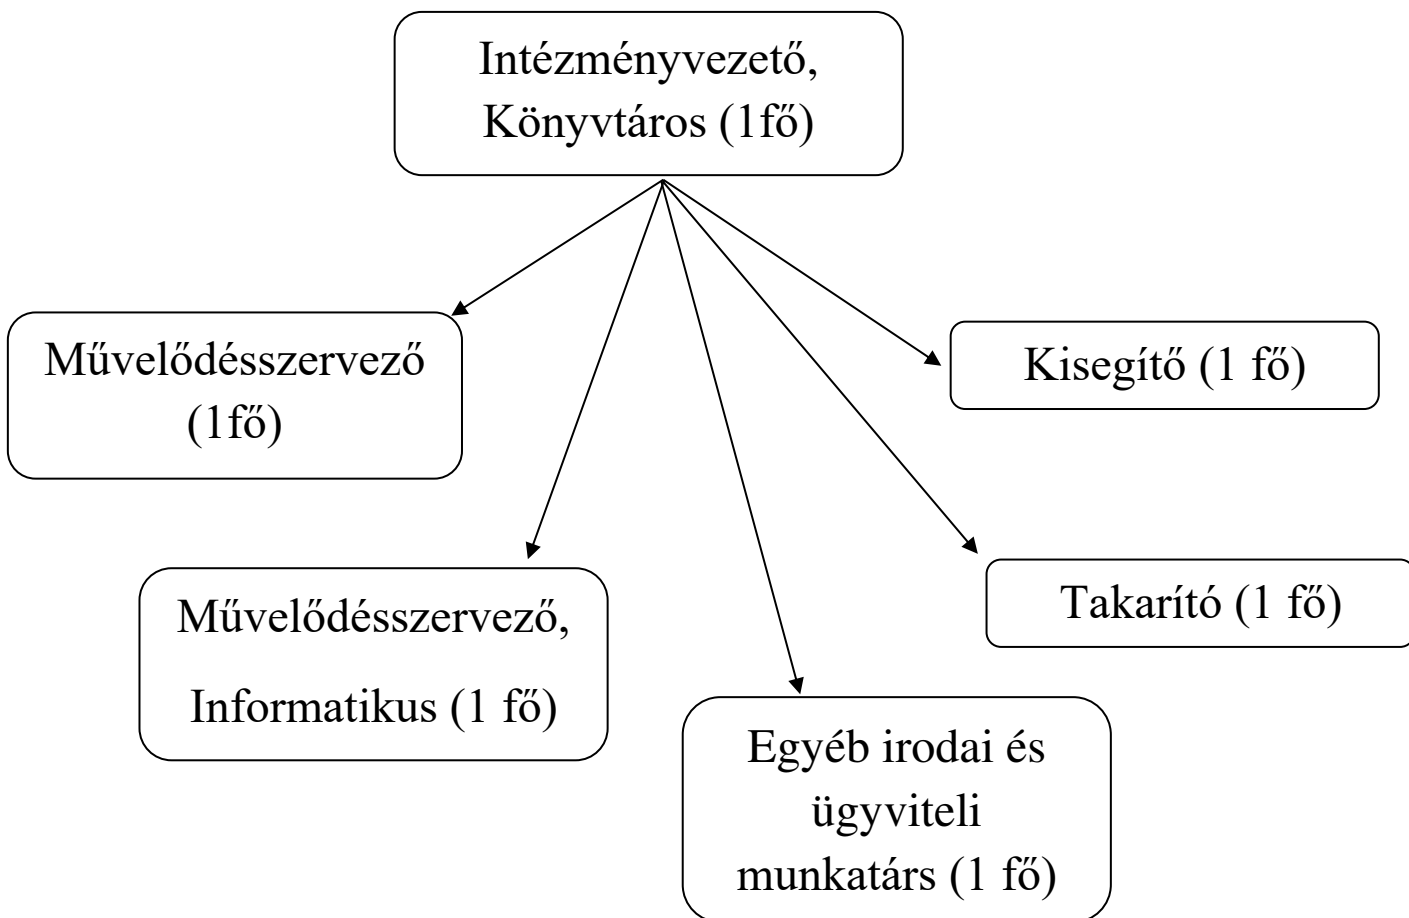 Intézményvezető,
Könyvtáros (1fő)
Művelődésszervező
(1fő)
Kisegítő (1 fő)
Művelődésszervező,
Informatikus (1 fő)
Takarító (1 fő)
Egyéb irodai és
ügyviteli
munkatárs (1 fő)